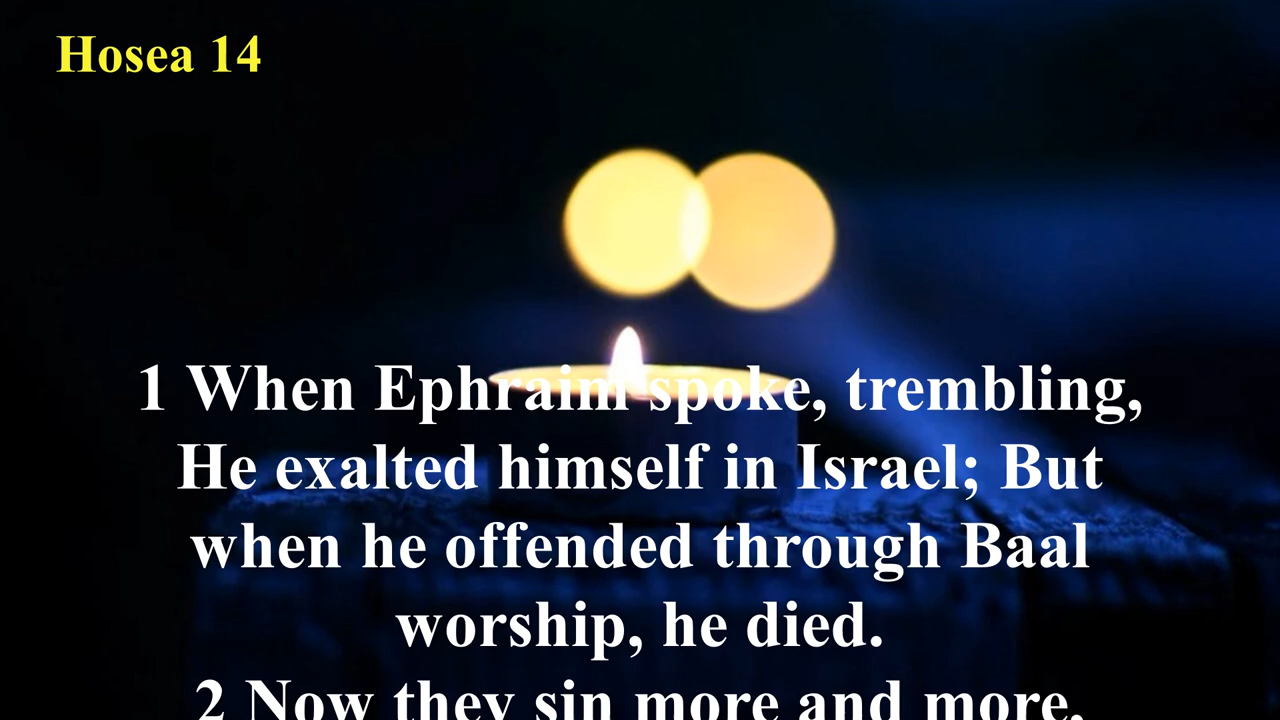 Hosea 14
1 When Ephraim spoke, trembling,
He exalted himself in Israel; But
when he offended through Baal
worship, he died.
2 Now they sin more and more,